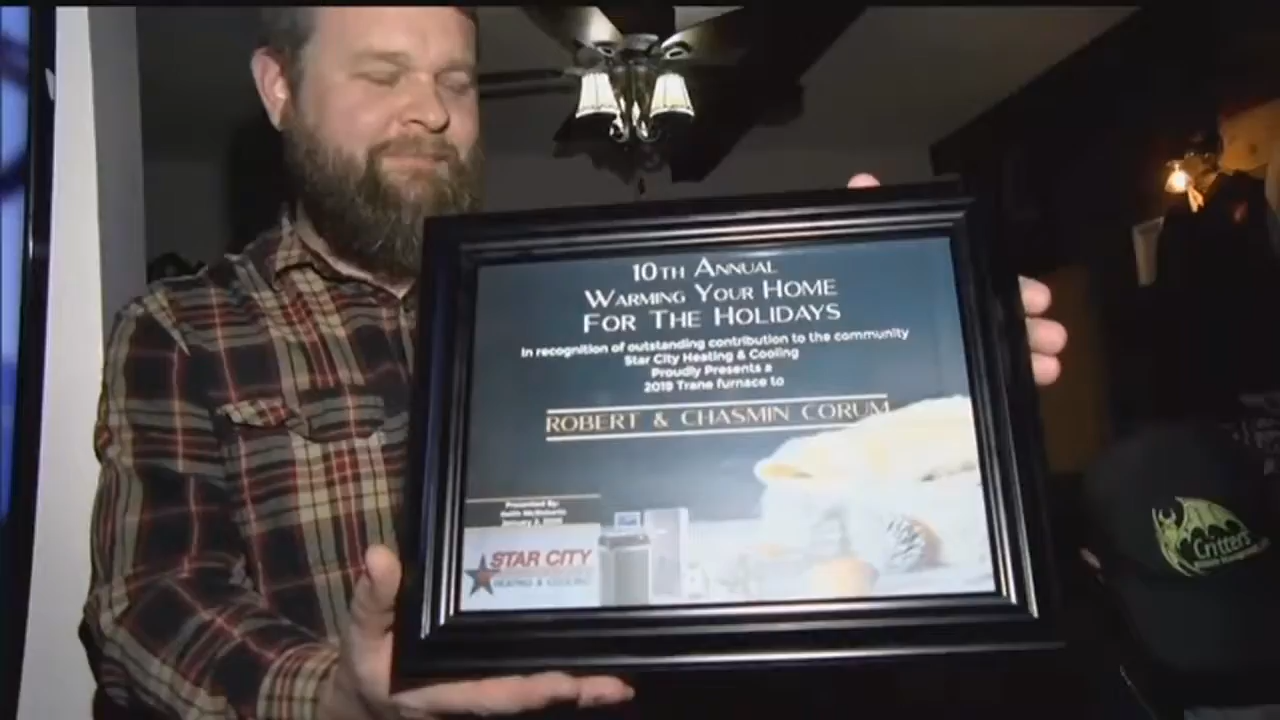 10TH ANNUAL
WARMING YOUR HOME
FOR THE HOLIDAYS
In recognition of outstanding contribution to the community
Star City Heating & Cooling
Proudly Presents a
2019 Trane furnace to
ROBERT & CHASMIN CORUM
Presented By:
STAR CITY
HEATING & COOLING
Critters